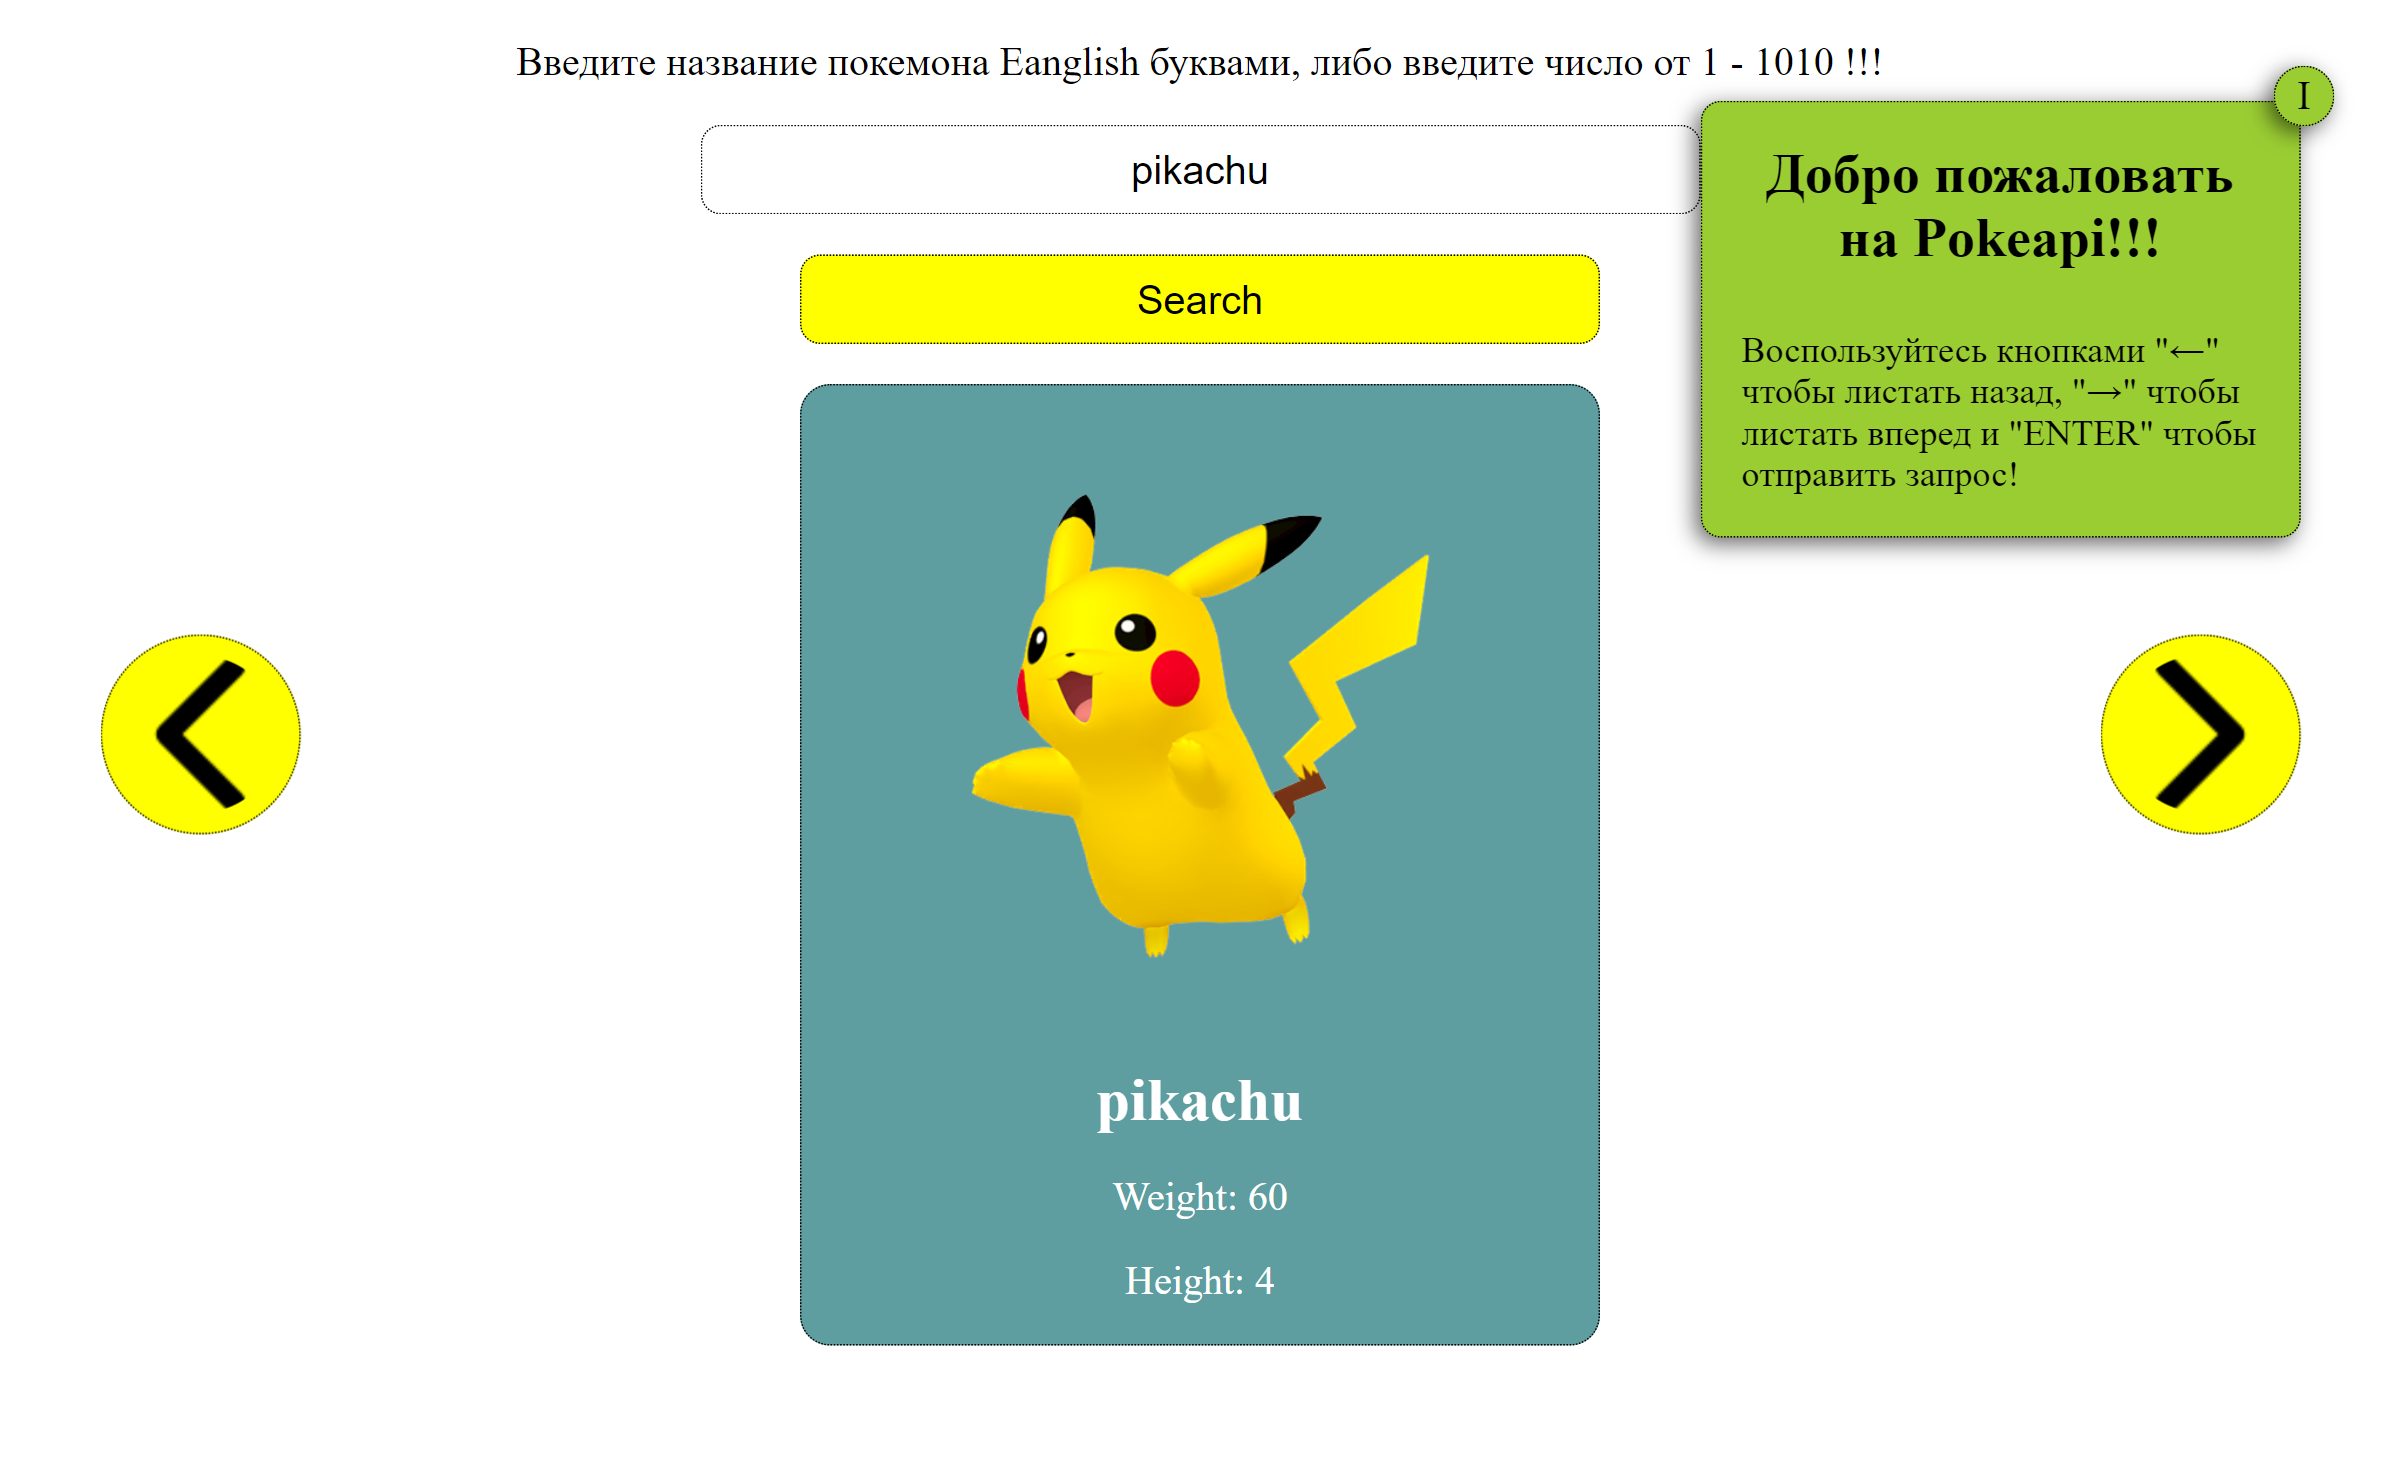 Введите название покемона Eanglish буквами, либо введите число от 1 - 1010 !!!
I
pikachu
Search
Добро пожаловать
на Pokeapi!!!
Воспользуйтесь кнопками "←"
чтобы листать назад, "→" чтобы
листать вперед и "ENTER" чтобы
отправить запрос!
pikachu
Weight: 60
Height: 4